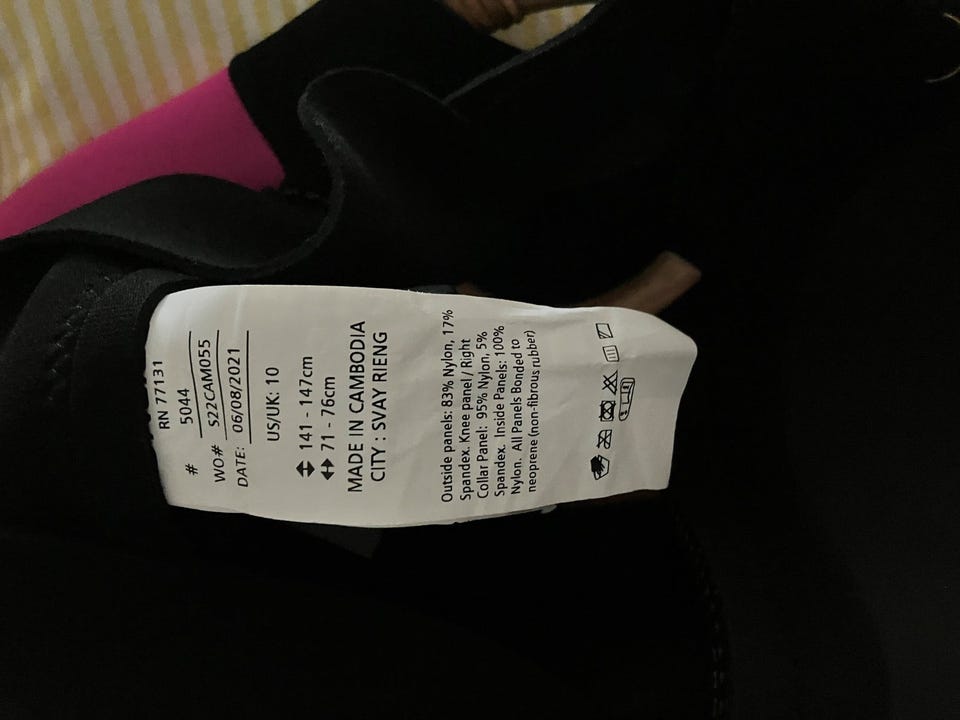 RN 77131
# 5044
WO# S22CAM055
DATE: 06/08/2021
US/UK: 10
141 - 147cm
71 - 76cm
MADE IN CAMBODIA
CITY : SVAY RIENG
Outside panels: 83% Nylon, 17%
Spandex. Knee panel / Right
Collar Panel: 95% Nylon, 5%
Spandex. Inside Panels: 100%
Nylon. All Panels Bonded to
neoprene (non-fibrous rubber)